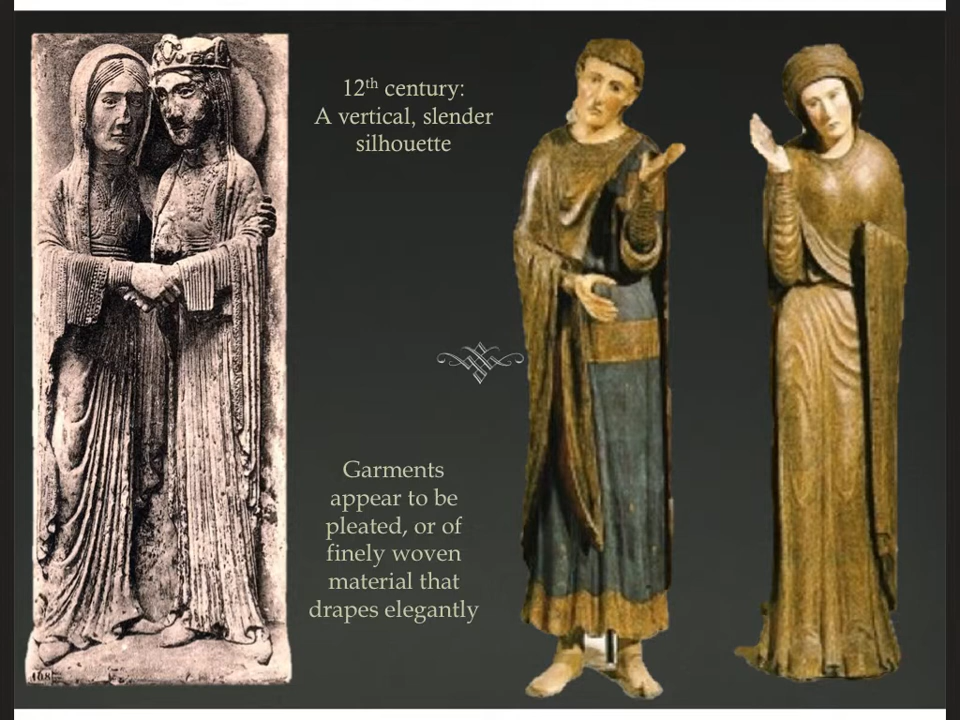 12th century:
A vertical, slender
silhouette
Garments
appear to be
pleated, or of
finely woven
material that
drapes elegantly